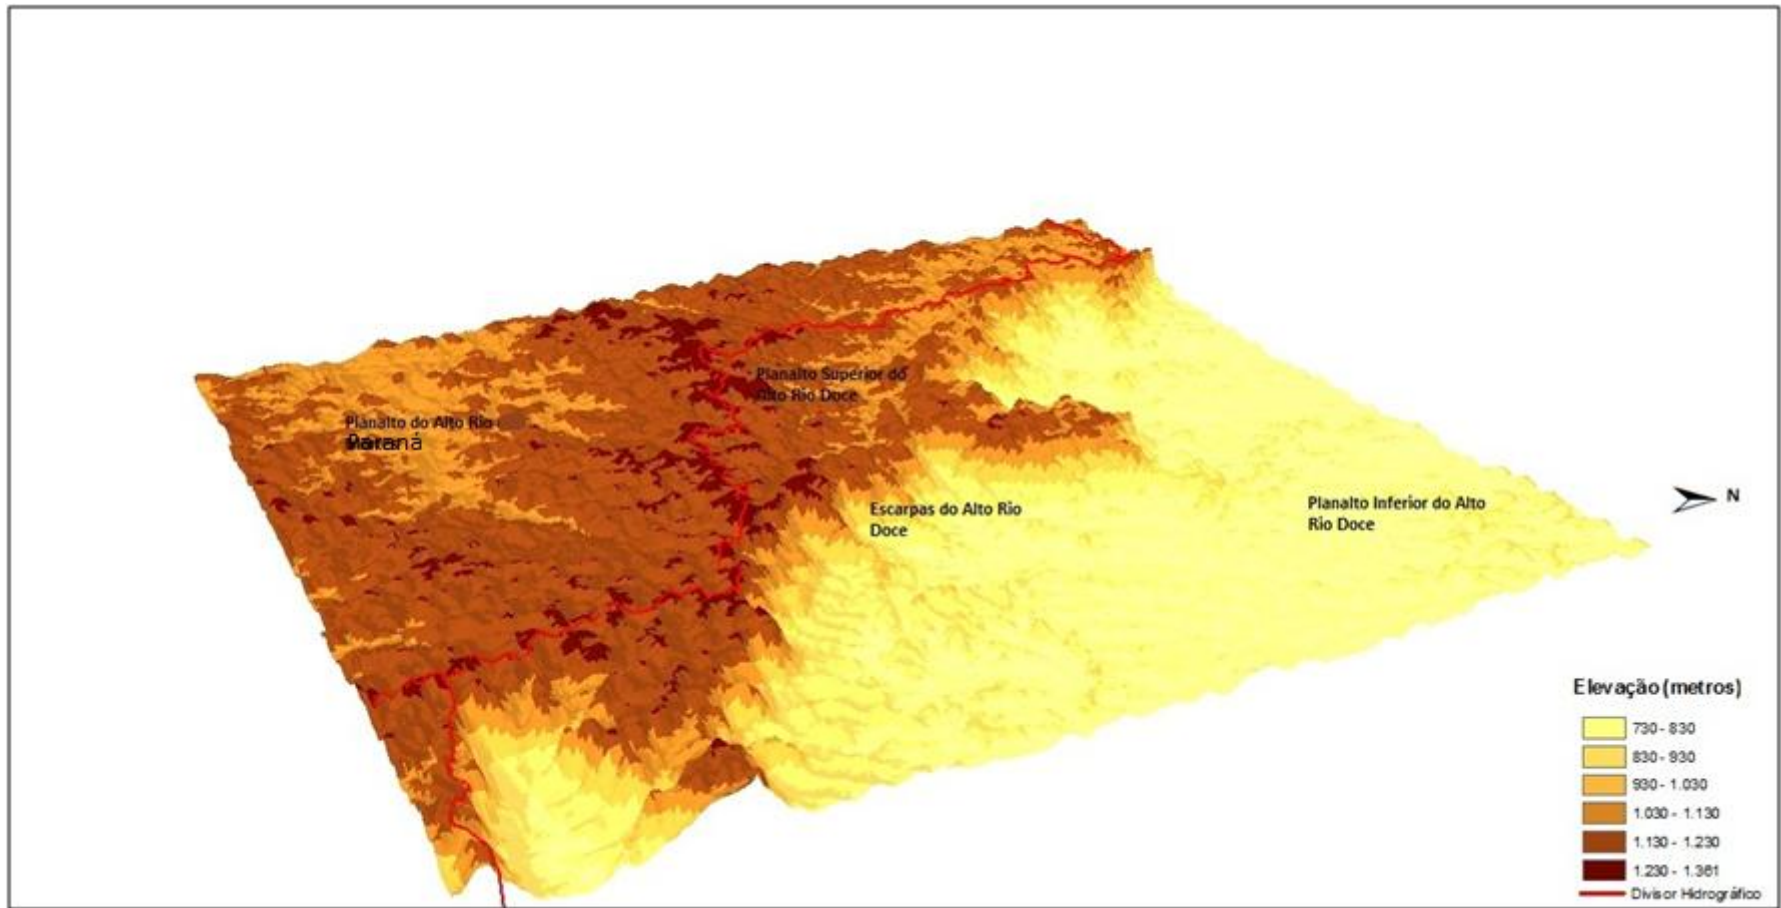 Planalto Superior do
Alto Rio Doce
Planalto do Alto Rio
Paraná
Escarpas do Alto Rio
Doce
Planalto Inferior do Alto
Rio Doce
N
Elevação (metros)
730 - 830
830 - 930
930 - 1.030
1.030 - 1.130
1.130 - 1.230
1.230 - 1.361
Divisor Hidrográfico